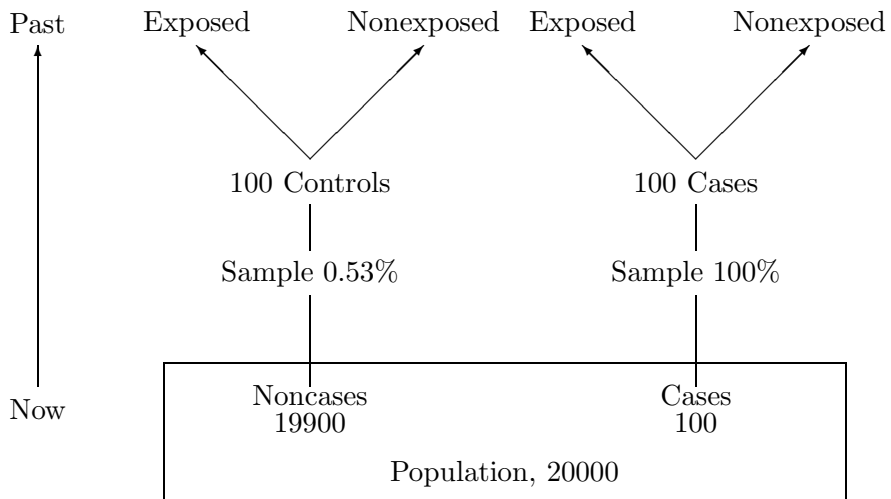 Past Exposed Nonexposed Exposed Nonexposed
100 Controls 100 Cases
Sample 0.53% Sample 100%
Noncases Cases
Now 19900 100
Population, 20000